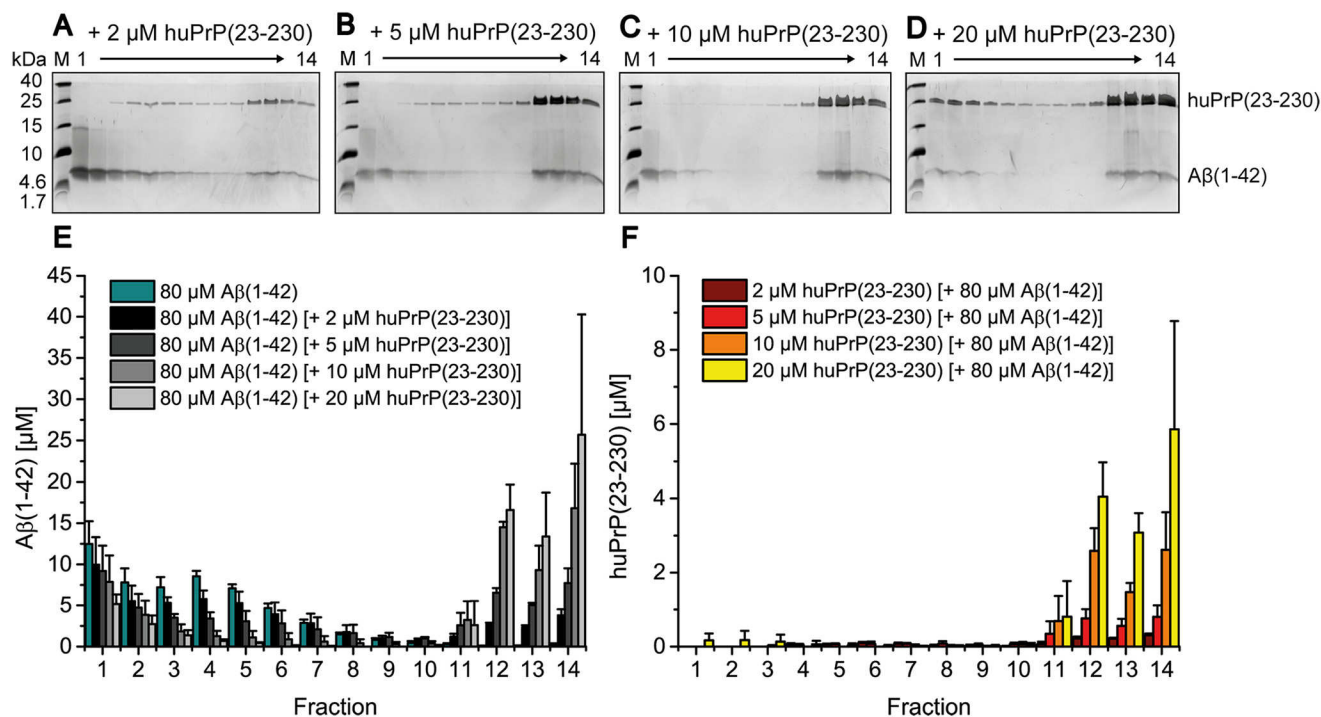 A
+ 2 µM huPrP(23-230)
B
+ 5 µM huPrP(23-230)
C
+ 10 µM huPrP(23-230)
D
+ 20 µM huPrP(23-230)
kDa M 1 14
M 1 14
M 1 14
M 1 14
40
25
15
10
4.6
1.7
huPrP(23-230)
Aβ(1-42)
E
45
40
35
30
25
20
15
10
5
0
Aβ(1-42) [µM]
80 µM Aβ(1-42)
80 µM Aβ(1-42) [+ 2 µM huPrP(23-230)]
80 µM Aβ(1-42) [+ 5 µM huPrP(23-230)]
80 µM Aβ(1-42) [+ 10 µM huPrP(23-230)]
80 µM Aβ(1-42) [+ 20 µM huPrP(23-230)]
1 2 3 4 5 6 7 8 9 10 11 12 13 14
Fraction
F
10
8
6
4
2
0
huPrP(23-230) [µM]
2 µM huPrP(23-230) [+ 80 µM Aβ(1-42)]
5 µM huPrP(23-230) [+ 80 µM Aβ(1-42)]
10 µM huPrP(23-230) [+ 80 µM Aβ(1-42)]
20 µM huPrP(23-230) [+ 80 µM Aβ(1-42)]
1 2 3 4 5 6 7 8 9 10 11 12 13 14
Fraction